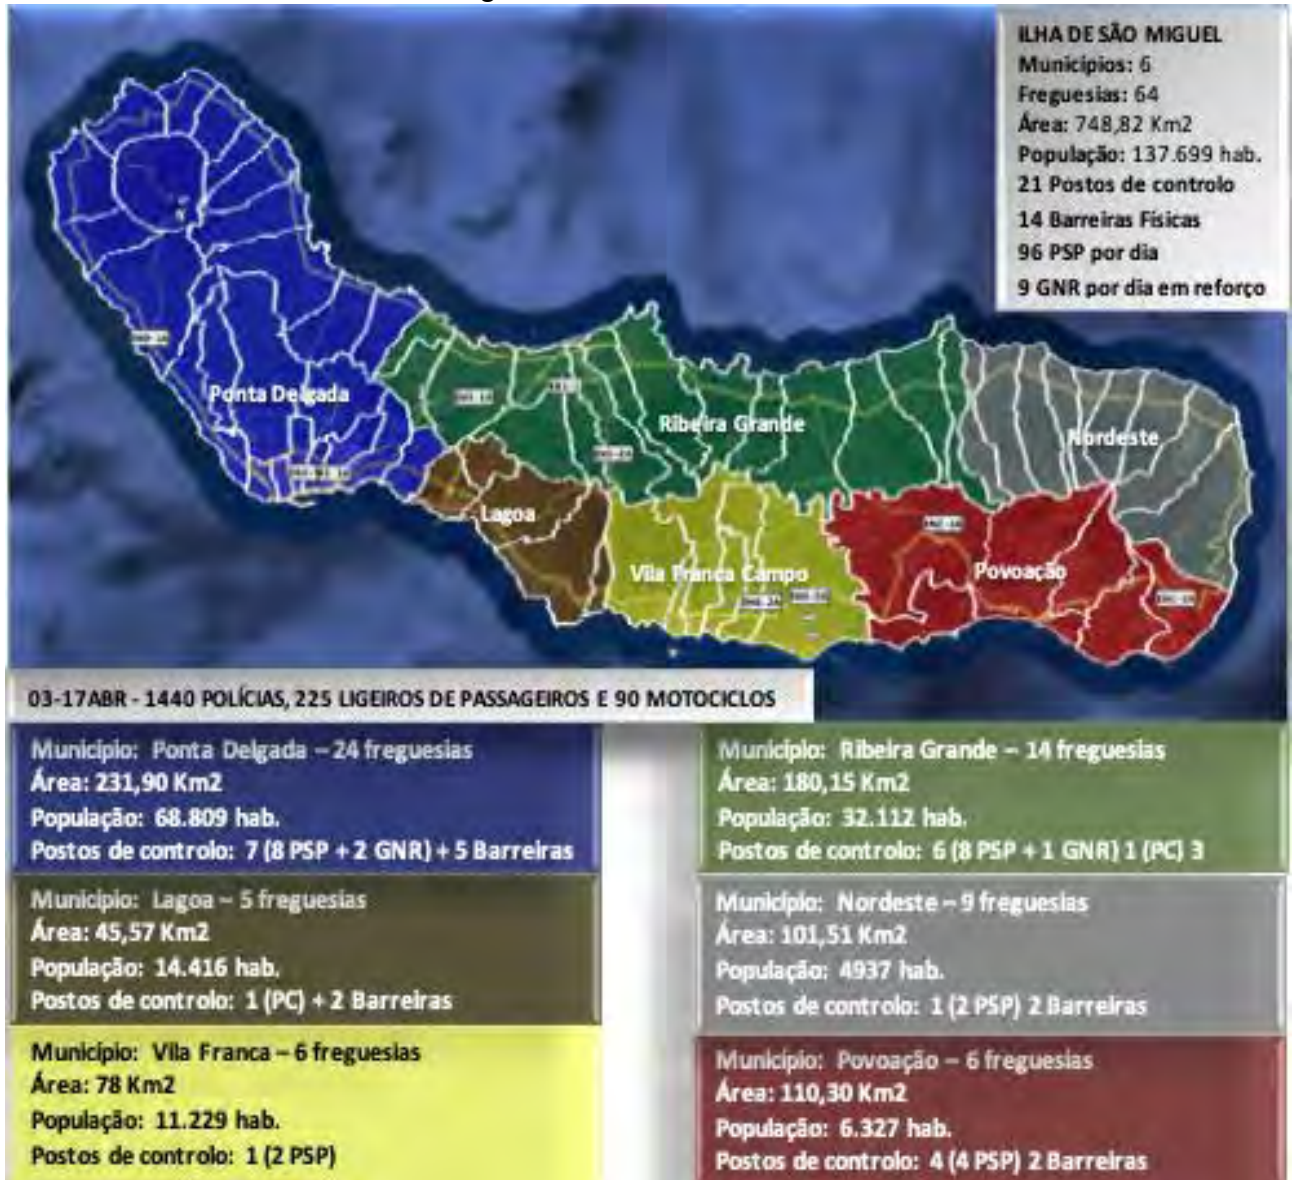 ILHA DE SÃO MIGUEL
Municípios: 6
Freguesias: 64
Área: 748,82 Km2
População: 137.699 hab.
21 Postos de controlo
14 Barreiras Físicas
96 PSP por dia
9 GNR por dia em reforço
Ponta Delgada
Ribeira Grande
Nordeste
Lagoa
Vila Franca Campo
Povoação
03-17ABR - 1440 POLÍCIAS, 225 LIGEIROS DE PASSAGEIROS E 90 MOTOCICLOS
Município: Ponta Delgada – 24 freguesias
Área: 231,90 Km2
População: 68.809 hab.
Postos de controlo: 7 (8 PSP + 2 GNR) + 5 Barreiras
Município: Ribeira Grande – 14 freguesias
Área: 180,15 Km2
População: 32.112 hab.
Postos de controlo: 6 (8 PSP + 1 GNR) 1 (PC) 3
Município: Lagoa – 5 freguesias
Área: 45,57 Km2
População: 14.416 hab.
Postos de controlo: 1 (PC) + 2 Barreiras
Município: Nordeste – 9 freguesias
Área: 101,51 Km2
População: 4937 hab.
Postos de controlo: 1 (2 PSP) 2 Barreiras
Município: Vila Franca – 6 freguesias
Área: 78 Km2
População: 11.229 hab.
Postos de controlo: 1 (2 PSP)
Município: Povoação – 6 freguesias
Área: 110,30 Km2
População: 6.327 hab.
Postos de controlo: 4 (4 PSP) 2 Barreiras